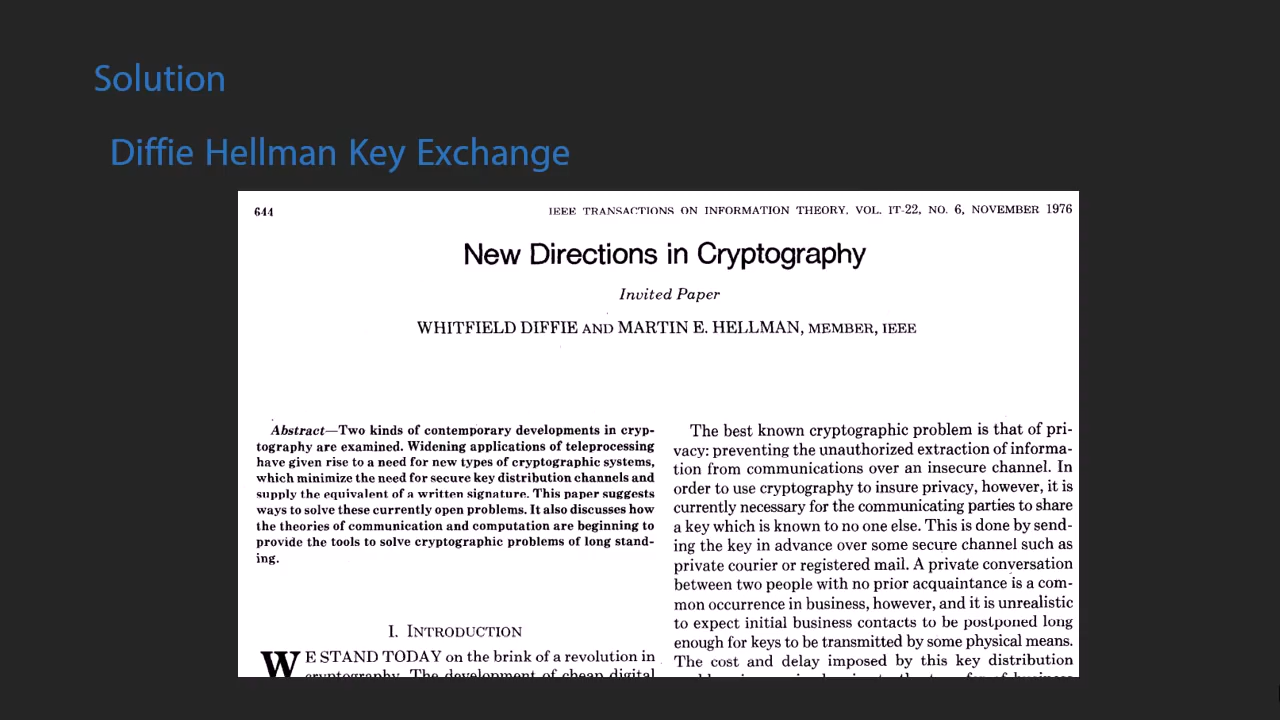 Solution
Diffie Hellman Key Exchange
644
IEEE TRANSACTIONS ON INFORMATION THEORY, VOL. IT-22, NO. 6, NOVEMBER 1976
New Directions in Cryptography
Invited Paper
WHITFIELD DIFFIE AND MARTIN E. HELLMAN, MEMBER, IEEE
Abstract—Two kinds of contemporary developments in cryp-
tography are examined. Widening applications of teleprocessing
have given rise to a need for new types of cryptographic systems,
which minimize the need for secure key distribution channels and
supply the equivalent of a written signature. This paper suggests
ways to solve these currently open problems. It also discusses how
the theories of communication and computation are beginning to
provide the tools to solve cryptographic problems of long stand-
ing.
I. INTRODUCTION
WE STAND TODAY on the brink of a revolution in
cryptography. The development of cheap digital
The best known cryptographic problem is that of pri-
vacy: preventing the unauthorized extraction of informa-
tion from communications over an insecure channel. In
order to use cryptography to insure privacy, however, it is
currently necessary for the communicating parties to share
a key which is known to no one else. This is done by send-
ing the key in advance over some secure channel such as
private courier or registered mail. A private conversation
between two people with no prior acquaintance is a com-
mon occurrence in business, however, and it is unrealistic
to expect initial business contacts to be postponed long
enough for keys to be transmitted by some physical means.
The cost and delay imposed by this key distribution